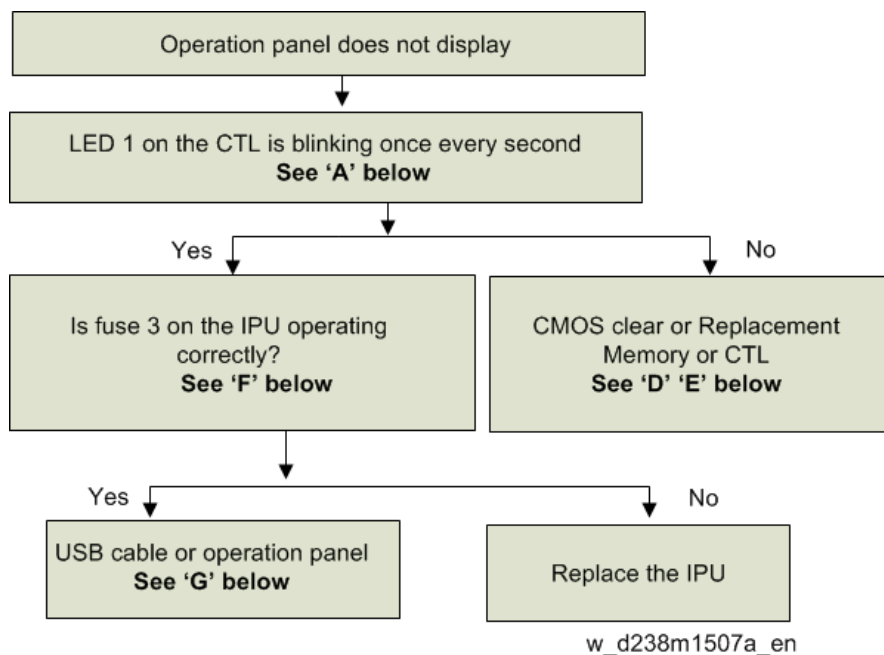 Operation panel does not display
LED 1 on the CTL is blinking once every second
See ‘A’ below
Yes
No
Is fuse 3 on the IPU operating
correctly?
See ‘F’ below
CMOS clear or Replacement
Memory or CTL
See ‘D’ ‘E’ below
Yes
No
USB cable or operation panel
See ‘G’ below
Replace the IPU
w_d238m1507a_en